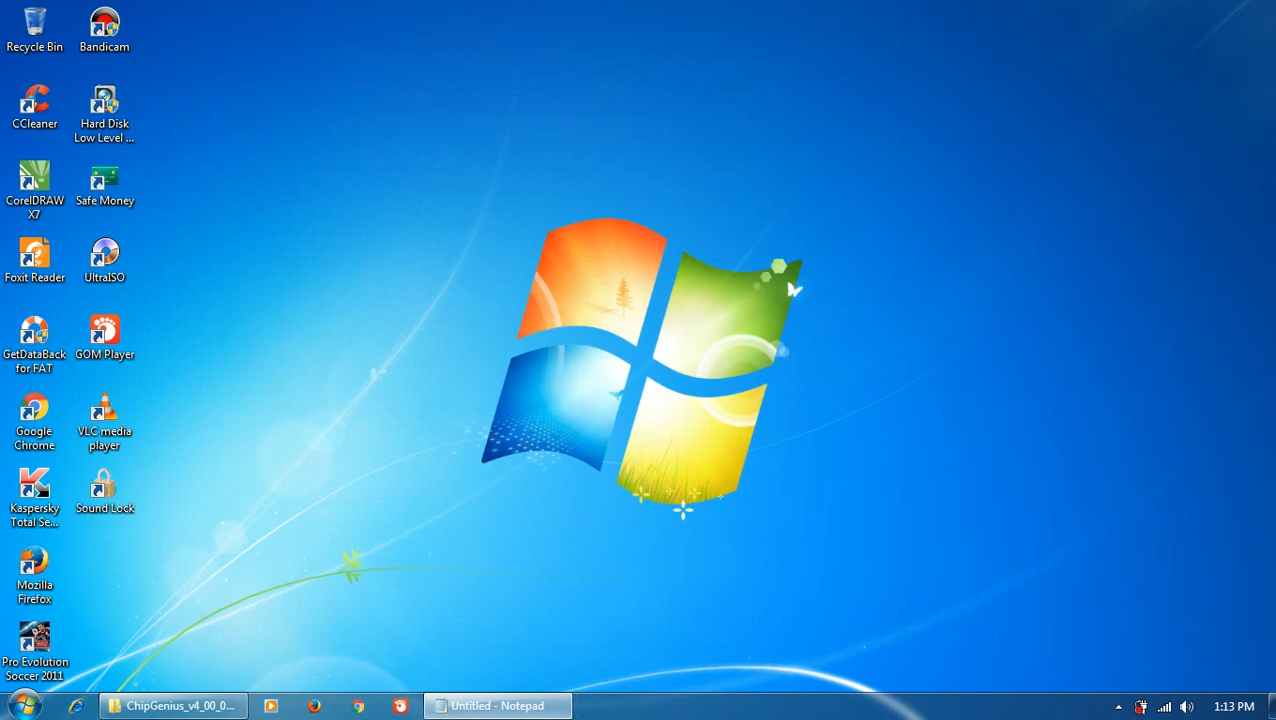 Recycle Bin
Bandicam
CCleaner
Hard Disk
Low Level ...
CorelDRAW
X7
Safe Money
Foxit Reader
UltraISO
GetDataBack
for FAT
GOM Player
Google
Chrome
VLC media
player
Kaspersky
Total Se...
Sound Lock
Mozilla
Firefox
Pro Evolution
Soccer 2011
ChipGenius_v4_00_0...
Untitled - Notepad
1:13 PM